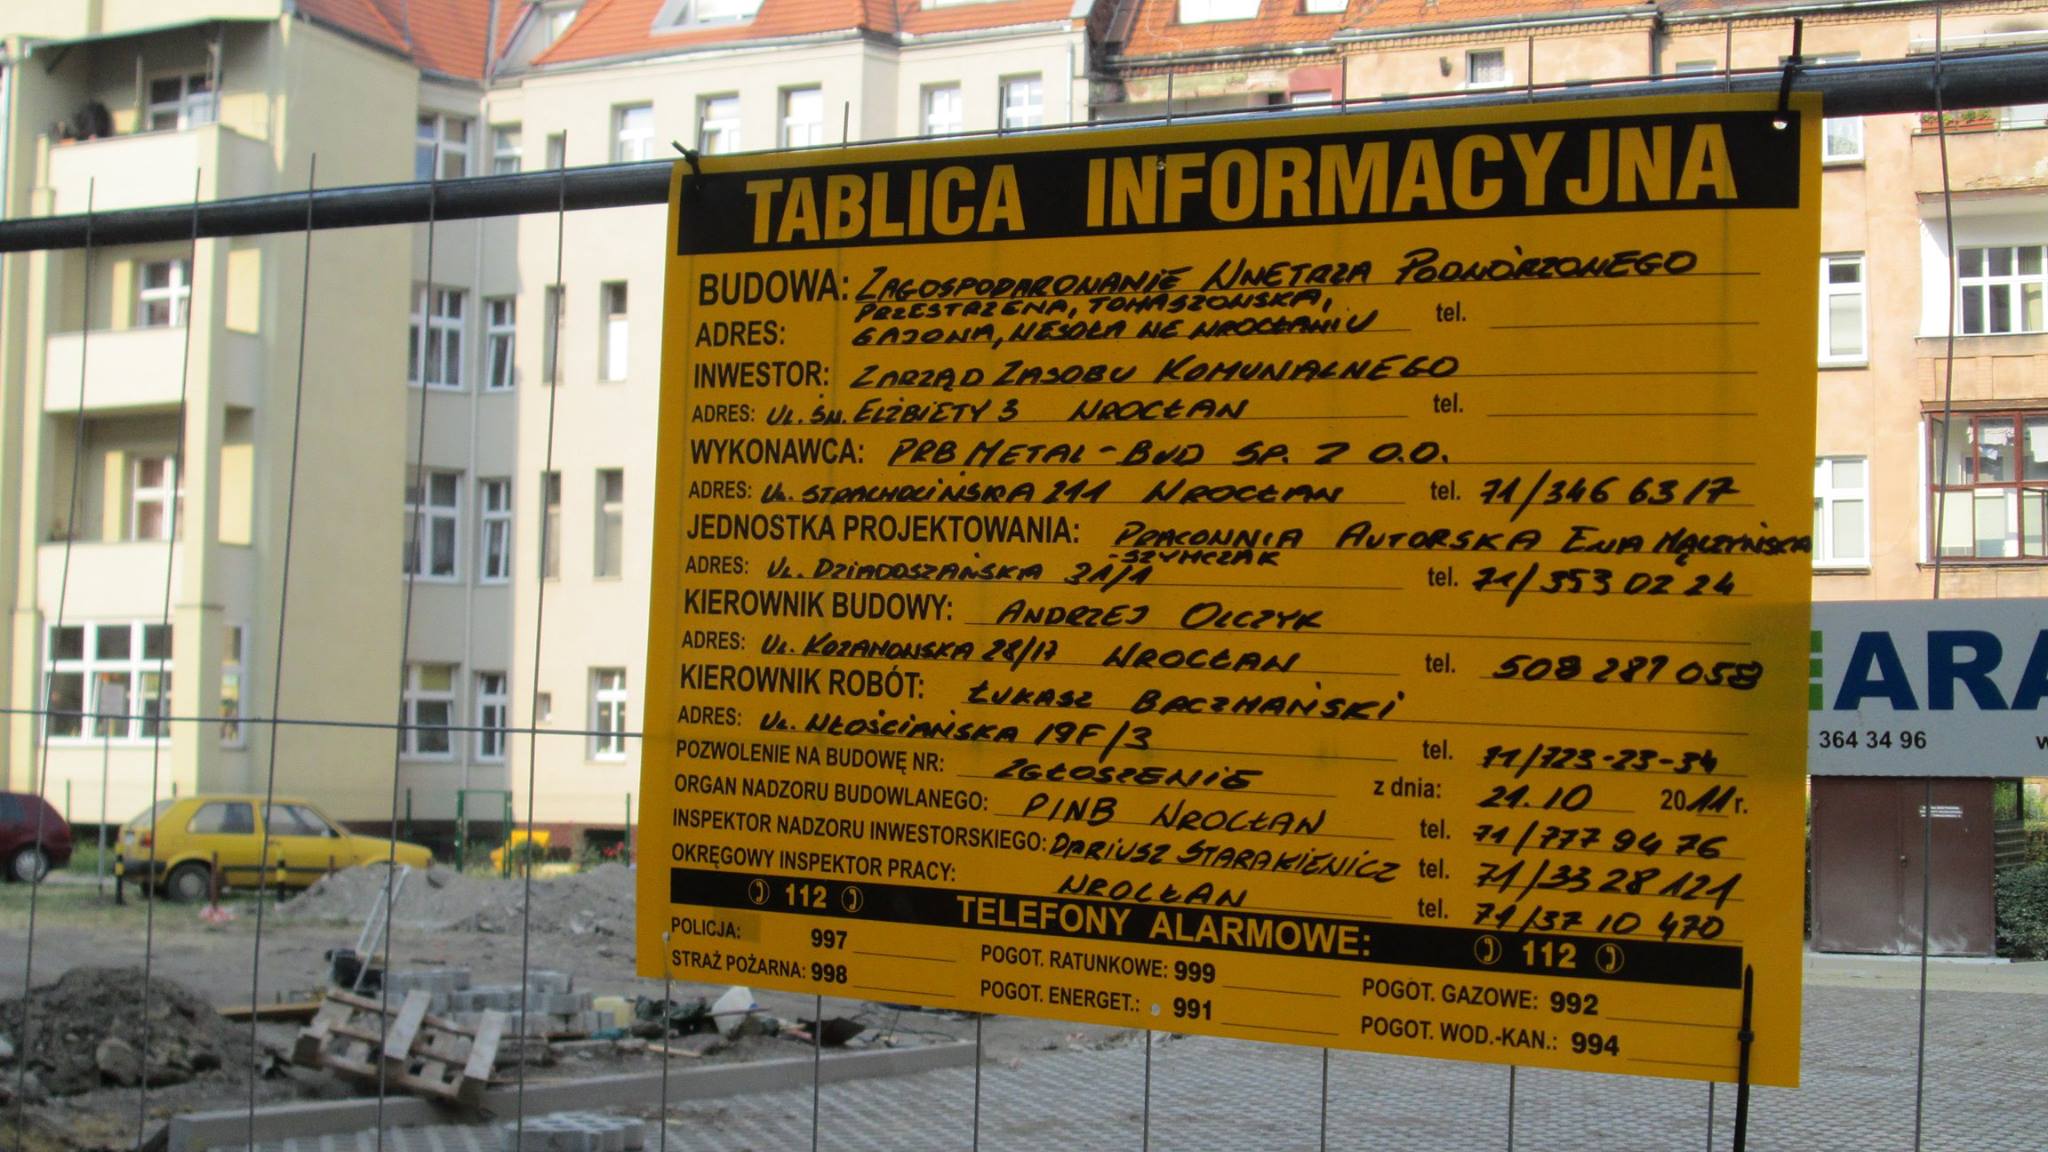 TABLICA INFORMACYJNA
BUDOWA: ZAGOSPODAROWANIE WNĘTRZA PODWÓRZOWEGO
PRZESTRZENA, TOMASZOWSKA,
ADRES: GAJOWA, WESOŁA WE WROCŁAWIU tel.
INWESTOR: ZARZĄD ZASOBU KOMUNALNEGO
ADRES: UL. ŚW. ELŻBIETY 3 WROCŁAW tel.
WYKONAWCA: PRB METAL-BUD SP. Z O.O.
ADRES: UL. STRACHOCIŃSKA 211 WROCŁAW tel. 71/346 63 17
JEDNOSTKA PROJEKTOWANIA: PRACOWNIA AUTORSKA EWA MĄCZYŃSKA
-SZYMCZAK
ADRES: UL. DZIADOSZAŃSKA 31/1 tel. 71/353 02 24
KIEROWNIK BUDOWY: ANDRZEJ OLCZYK
ADRES: UL. KOZANOWSKA 28/17 WROCŁAW tel. 508 287 058
KIEROWNIK ROBÓT: ŁUKASZ BACZMAŃSKI
ADRES: UL. WŁOŚCIAŃSKA 19F/3 tel. 71/723-23-34
POZWOLENIE NA BUDOWĘ NR: ZGŁOSZENIE z dnia: 21.10 2011 r.
ORGAN NADZORU BUDOWLANEGO: PINB WROCŁAW tel. 71/777 94 76
INSPEKTOR NADZORU INWESTORSKIEGO: DARIUSZ STARAKIEWICZ tel. 71/33 28 121
OKRĘGOWY INSPEKTOR PRACY: WROCŁAW tel. 71/37 10 470
112 TELEFONY ALARMOWE: 112
POLICJA: 997 POGOT. RATUNKOWE: 999 POGOT. GAZOWE: 992
STRAŻ POŻARNA: 998 POGOT. ENERGET.: 991 POGOT. WOD.-KAN.: 994
ARA
364 34 96